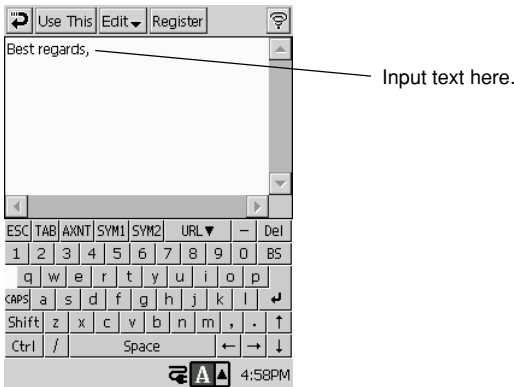 Use This Edit Register ?
Best regards,
Input text here.
ESC TAB AXNT SYM1 SYM2 URL▼ − Del
1 2 3 4 5 6 7 8 9 0 BS
q w e r t y u i o p
CAPS a s d f g h j k l ↵
Shift z x c v b n m , . ↑
Ctrl / Space ← → ↓
A 4:58PM